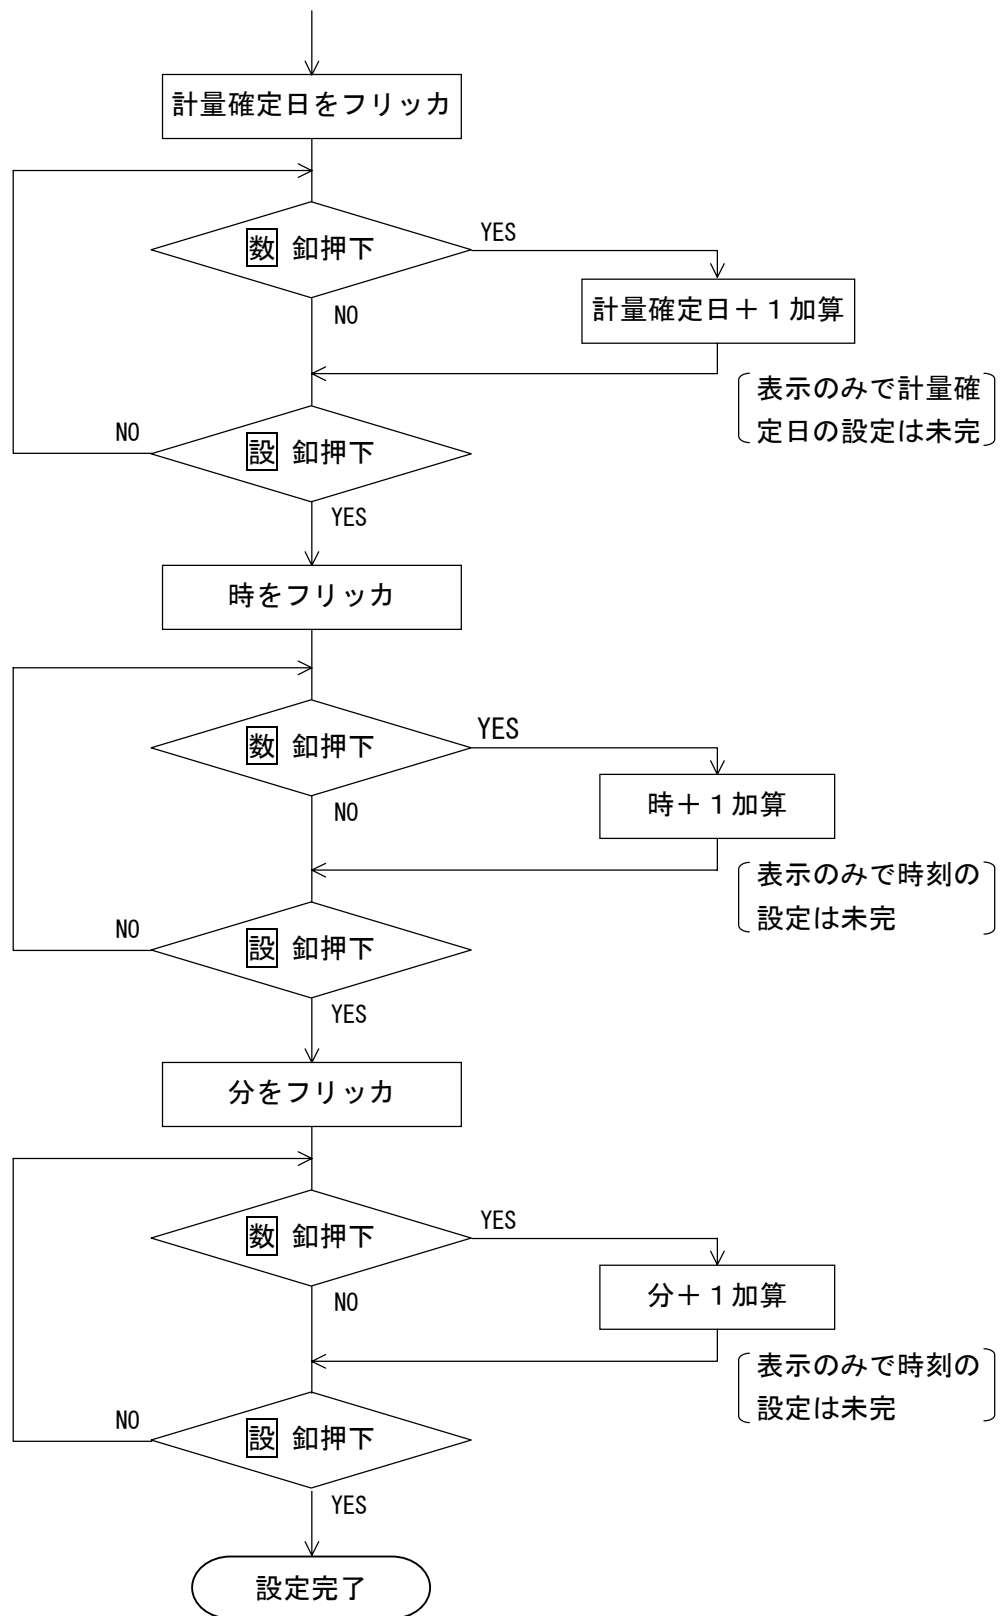 計量確定日をフリッカ
数 釦押下
YES
NO
計量確定日+1加算
表示のみで計量確
定日の設定は未完
NO
設 釦押下
YES
時をフリッカ
数 釦押下
YES
NO
時+1加算
表示のみで時刻の
設定は未完
NO
設 釦押下
YES
分をフリッカ
数 釦押下
YES
NO
分+1加算
表示のみで時刻の
設定は未完
NO
設 釦押下
YES
設定完了